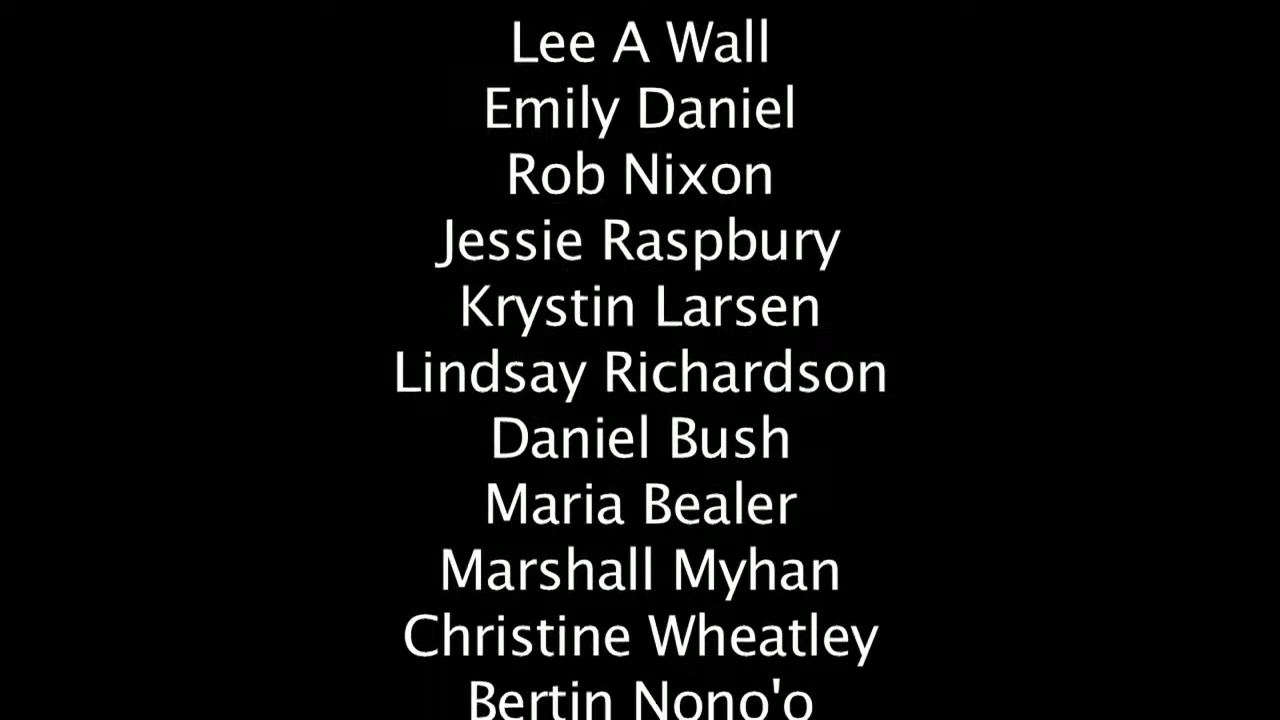 Lee A Wall
Emily Daniel
Rob Nixon
Jessie Raspbury
Krystin Larsen
Lindsay Richardson
Daniel Bush
Maria Bealer
Marshall Myhan
Christine Wheatley
Bertin Nono'o